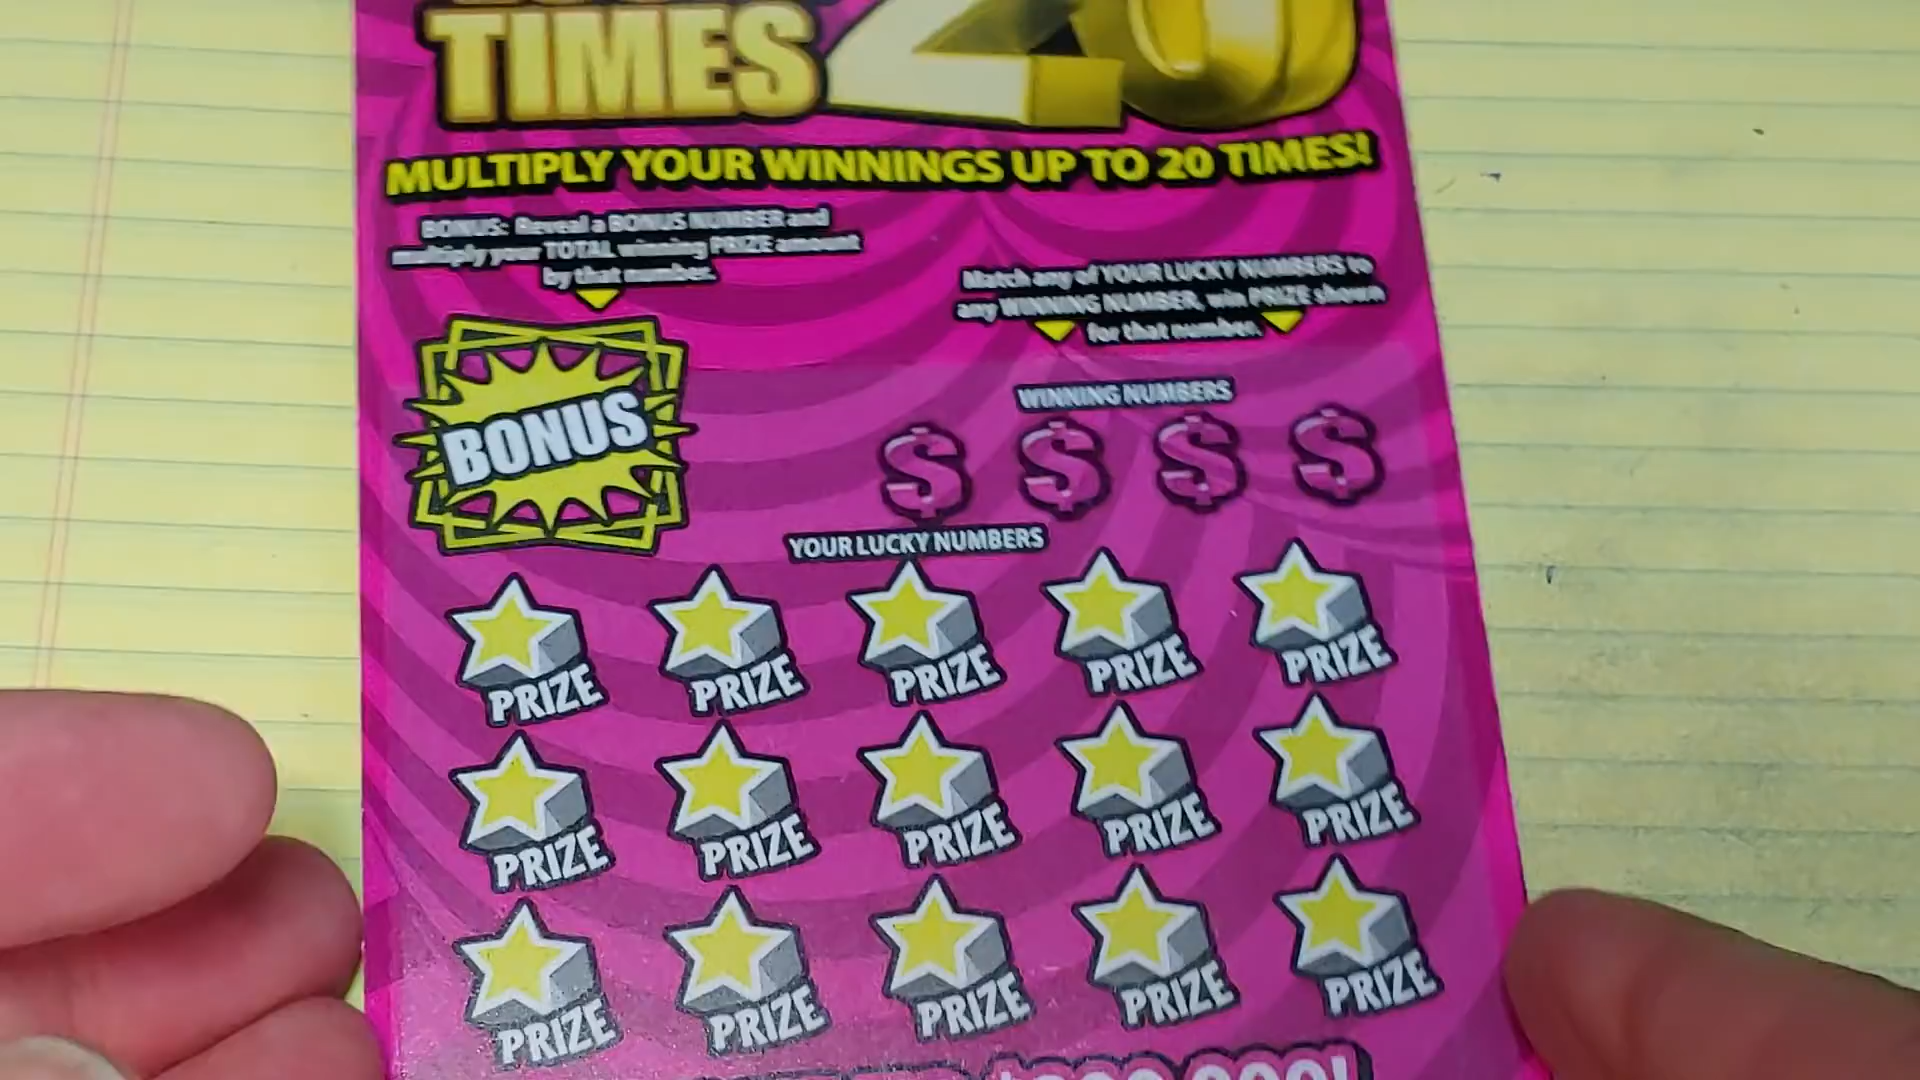 TIMES 20
MULTIPLY YOUR WINNINGS UP TO 20 TIMES!
BONUS: Reveal a BONUS NUMBER and
multiply your TOTAL winning PRIZE amount
by that number.
Match any of YOUR LUCKY NUMBERS to
any WINNING NUMBER, win PRIZE shown
for that number.
BONUS
WINNING NUMBERS
$ $ $ $
YOUR LUCKY NUMBERS
PRIZE PRIZE PRIZE PRIZE PRIZE
PRIZE PRIZE PRIZE PRIZE PRIZE
PRIZE PRIZE PRIZE PRIZE PRIZE